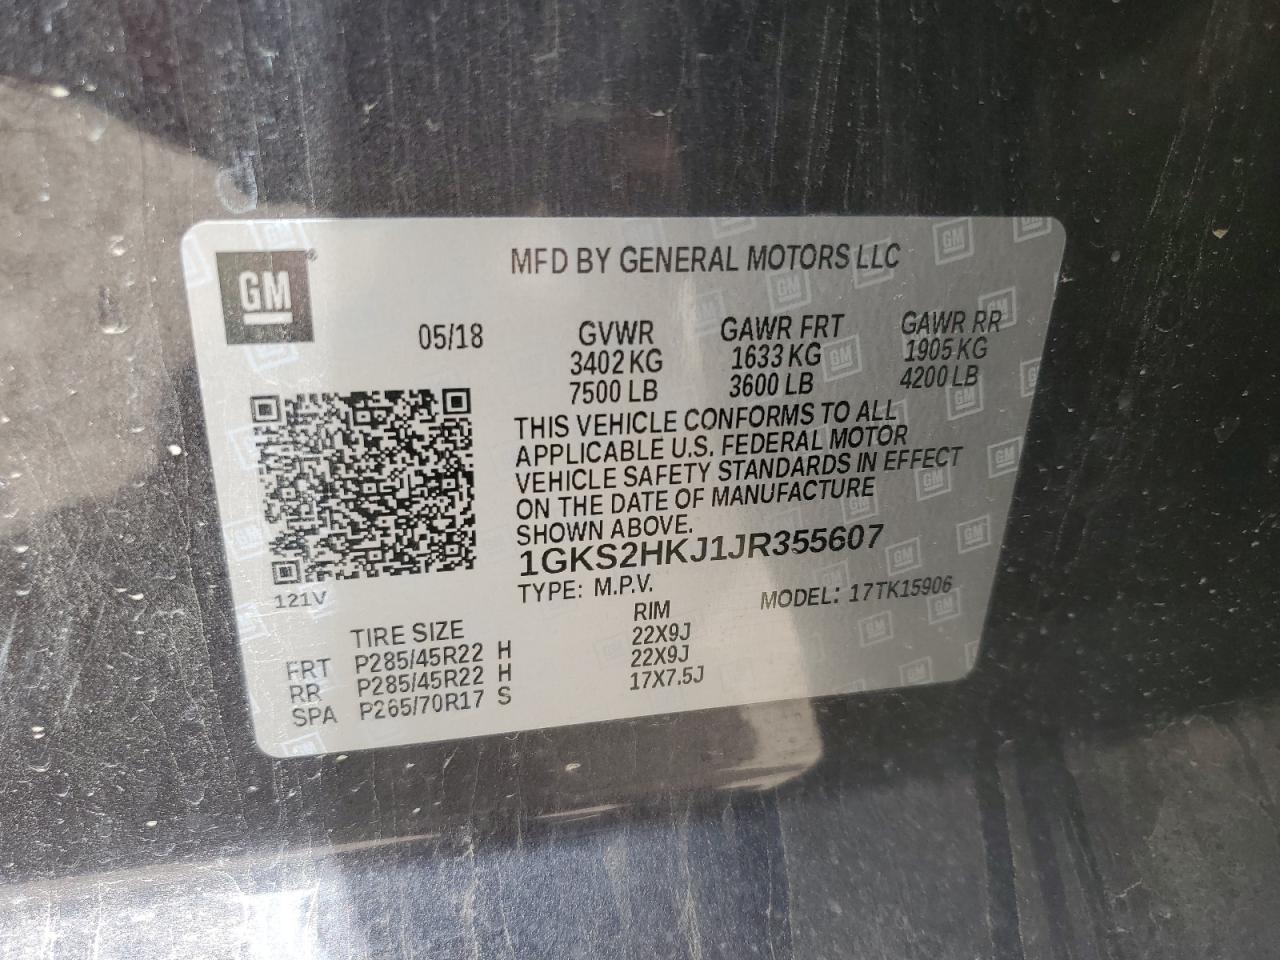 GM
MFD BY GENERAL MOTORS LLC
05/18
GVWR GAWR FRT GAWR RR
3402 KG 1633 KG 1905 KG
7500 LB 3600 LB 4200 LB
THIS VEHICLE CONFORMS TO ALL
APPLICABLE U.S. FEDERAL MOTOR
VEHICLE SAFETY STANDARDS IN EFFECT
ON THE DATE OF MANUFACTURE
SHOWN ABOVE.
1GKS2HKJ1JR355607
TYPE: M.P.V. MODEL: 17TK15906
121V
TIRE SIZE RIM
FRT P285/45R22 H 22X9J
RR P285/45R22 H 22X9J
SPA P265/70R17 S 17X7.5J